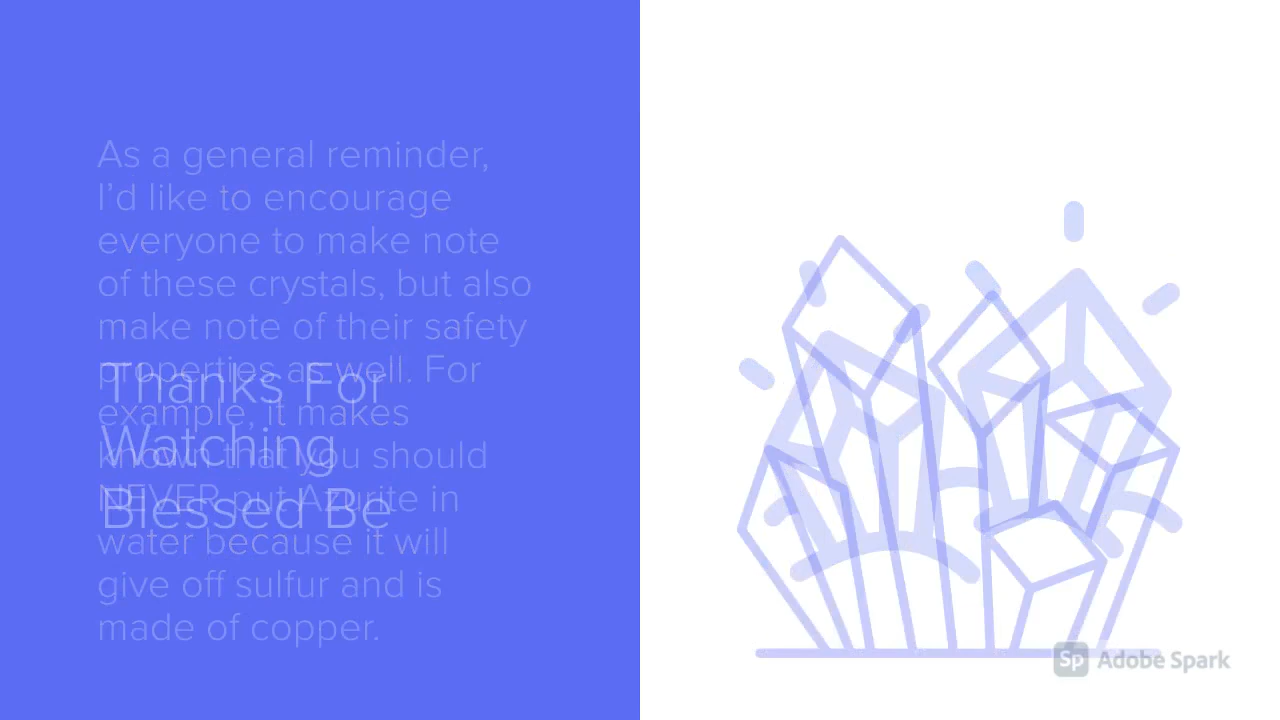 As a general reminder,
I'd like to encourage
everyone to make note
of these crystals, but also
make note of their safety
properties as well. For
example, it makes
known that you should
NEVER put Azurite in
water because it will
give off sulfur and is
made of copper.
Thanks For
Watching
Blessed Be
Sp Adobe Spark